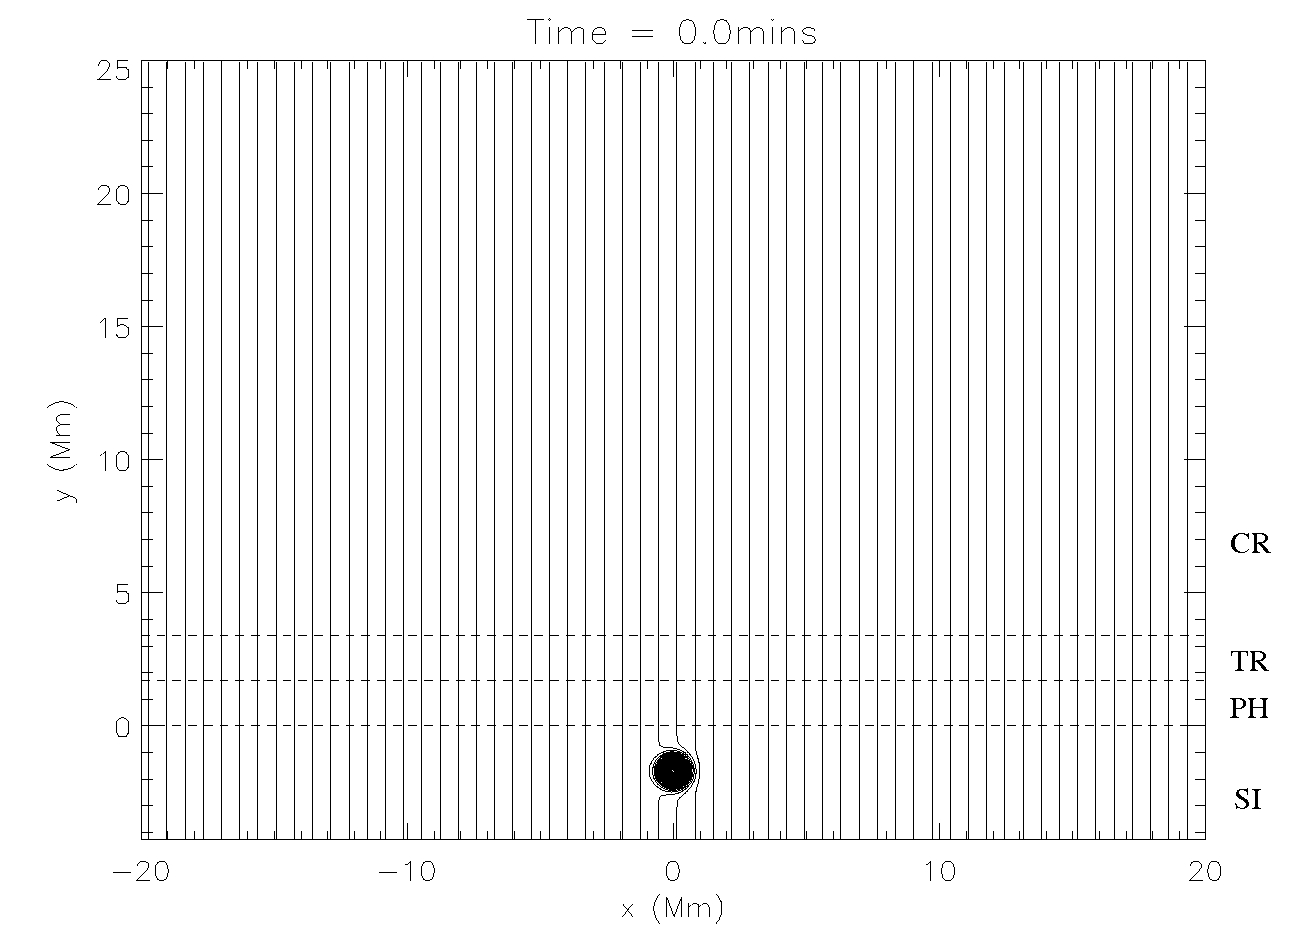 Time = 0.0mins
25
20
15
10
5
0
y (Mm)
CR
TR
PH
SI
−20
−10
0
10
20
x (Mm)